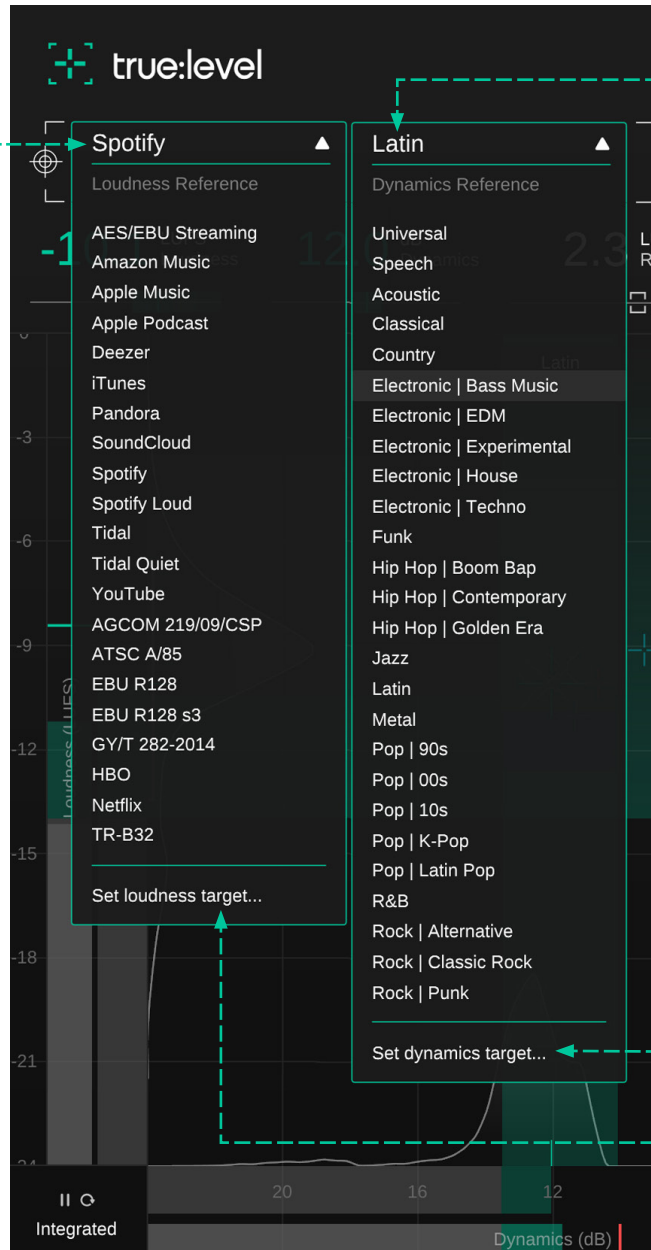 true:level
Spotify
Loudness Reference
AES/EBU Streaming
Amazon Music
Apple Music
Apple Podcast
Deezer
iTunes
Pandora
SoundCloud
Spotify
Spotify Loud
Tidal
Tidal Quiet
YouTube
AGCOM 219/09/CSP
ATSC A/85
EBU R128
EBU R128 s3
GY/T 282-2014
HBO
Netflix
TR-B32
Set loudness target...
Latin
Dynamics Reference
Universal
Speech
Acoustic
Classical
Country
Electronic | Bass Music
Electronic | EDM
Electronic | Experimental
Electronic | House
Electronic | Techno
Funk
Hip Hop | Boom Bap
Hip Hop | Contemporary
Hip Hop | Golden Era
Jazz
Latin
Metal
Pop | 90s
Pop | 00s
Pop | 10s
Pop | K-Pop
Pop | Latin Pop
R&B
Rock | Alternative
Rock | Classic Rock
Rock | Punk
Set dynamics target...
2.3
L
R
Latin
0
-3
-6
-9
-12
-15
-18
-21
-24
Loudness (LUFS)
20
16
12
Dynamics (dB)
Integrated